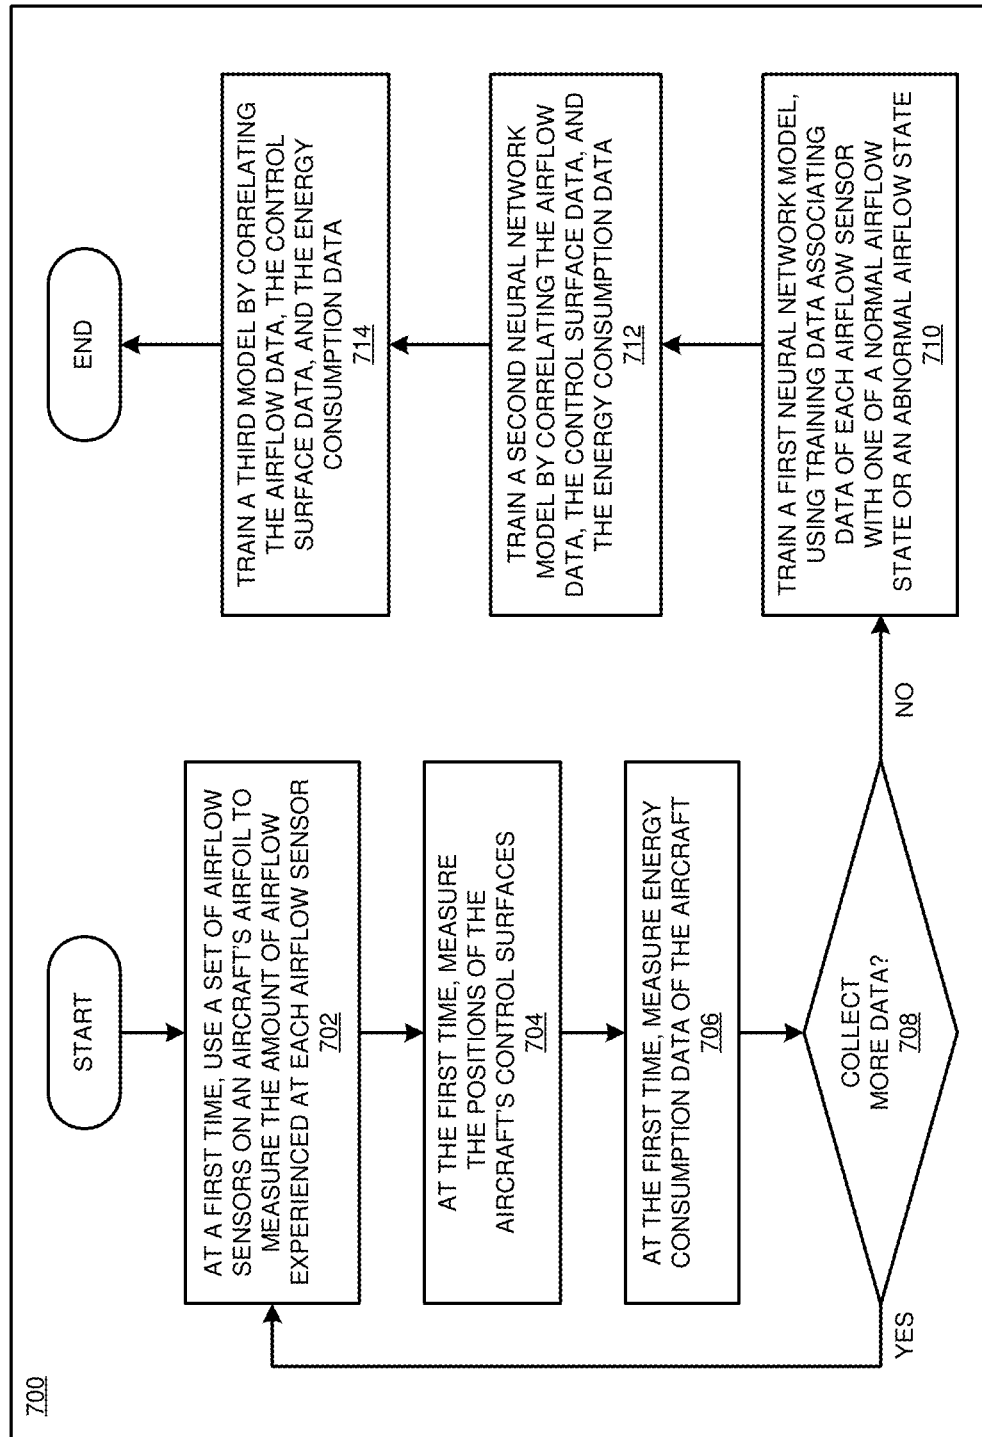 700
START
AT A FIRST TIME, USE A SET OF AIRFLOW
SENSORS ON AN AIRCRAFT'S AIRFOIL TO
MEASURE THE AMOUNT OF AIRFLOW
EXPERIENCED AT EACH AIRFLOW SENSOR
702
AT THE FIRST TIME, MEASURE
THE POSITIONS OF THE
AIRCRAFT'S CONTROL SURFACES
704
AT THE FIRST TIME, MEASURE ENERGY
CONSUMPTION DATA OF THE AIRCRAFT
706
COLLECT
MORE DATA?
708
YES
NO
TRAIN A FIRST NEURAL NETWORK MODEL,
USING TRAINING DATA ASSOCIATING
DATA OF EACH AIRFLOW SENSOR
WITH ONE OF A NORMAL AIRFLOW
STATE OR AN ABNORMAL AIRFLOW STATE
710
TRAIN A SECOND NEURAL NETWORK
MODEL BY CORRELATING THE AIRFLOW
DATA, THE CONTROL SURFACE DATA, AND
THE ENERGY CONSUMPTION DATA
712
TRAIN A THIRD MODEL BY CORRELATING
THE AIRFLOW DATA, THE CONTROL
SURFACE DATA, AND THE ENERGY
CONSUMPTION DATA
714
END